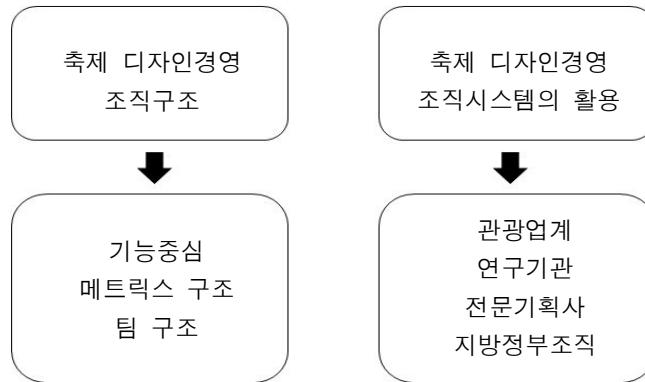 축제 디자인경영
조직구조
축제 디자인경영
조직시스템의 활용
기능중심
메트릭스 구조
팀 구조
관광업계
연구기관
전문기획사
지방정부조직